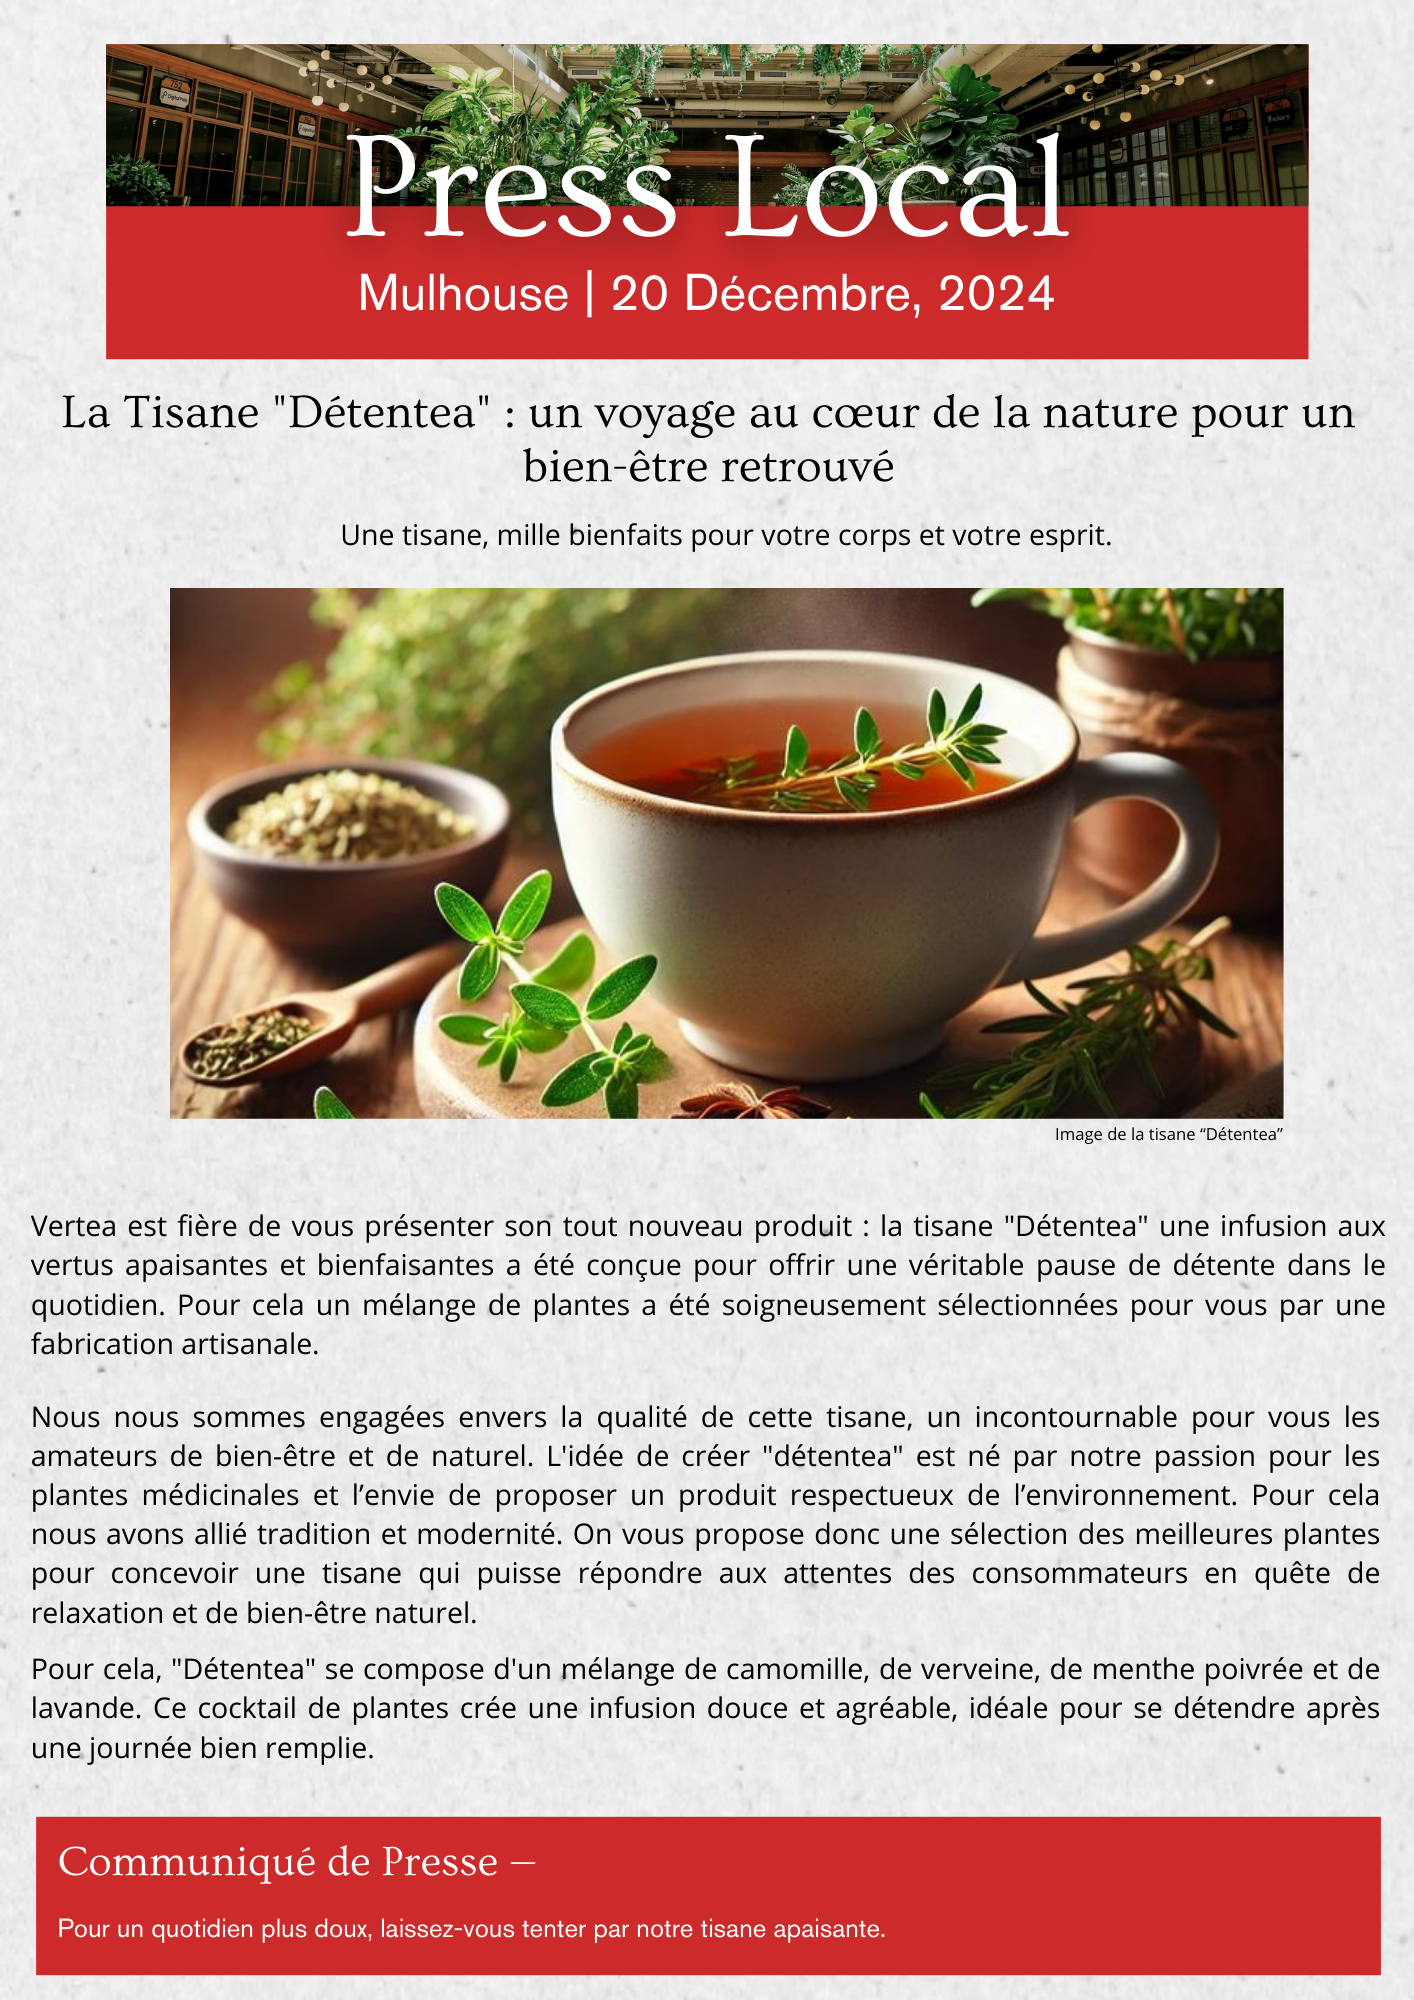 Press Local
Mulhouse | 20 Décembre, 2024
La Tisane "Détentea" : un voyage au cœur de la nature pour un
bien-être retrouvé
Une tisane, mille bienfaits pour votre corps et votre esprit.
Image de la tisane “Détentea”
Vertea est fière de vous présenter son tout nouveau produit : la tisane "Détentea" une infusion aux
vertus apaisantes et bienfaisantes a été conçue pour offrir une véritable pause de détente dans le
quotidien. Pour cela un mélange de plantes a été soigneusement sélectionnées pour vous par une
fabrication artisanale.
Nous nous sommes engagées envers la qualité de cette tisane, un incontournable pour vous les
amateurs de bien-être et de naturel. L'idée de créer "détentea" est né par notre passion pour les
plantes médicinales et l’envie de proposer un produit respectueux de l’environnement. Pour cela
nous avons allié tradition et modernité. On vous propose donc une sélection des meilleures plantes
pour concevoir une tisane qui puisse répondre aux attentes des consommateurs en quête de
relaxation et de bien-être naturel.
Pour cela, "Détentea" se compose d'un mélange de camomille, de verveine, de menthe poivrée et de
lavande. Ce cocktail de plantes crée une infusion douce et agréable, idéale pour se détendre après
une journée bien remplie.
Communiqué de Presse —
Pour un quotidien plus doux, laissez-vous tenter par notre tisane apaisante.